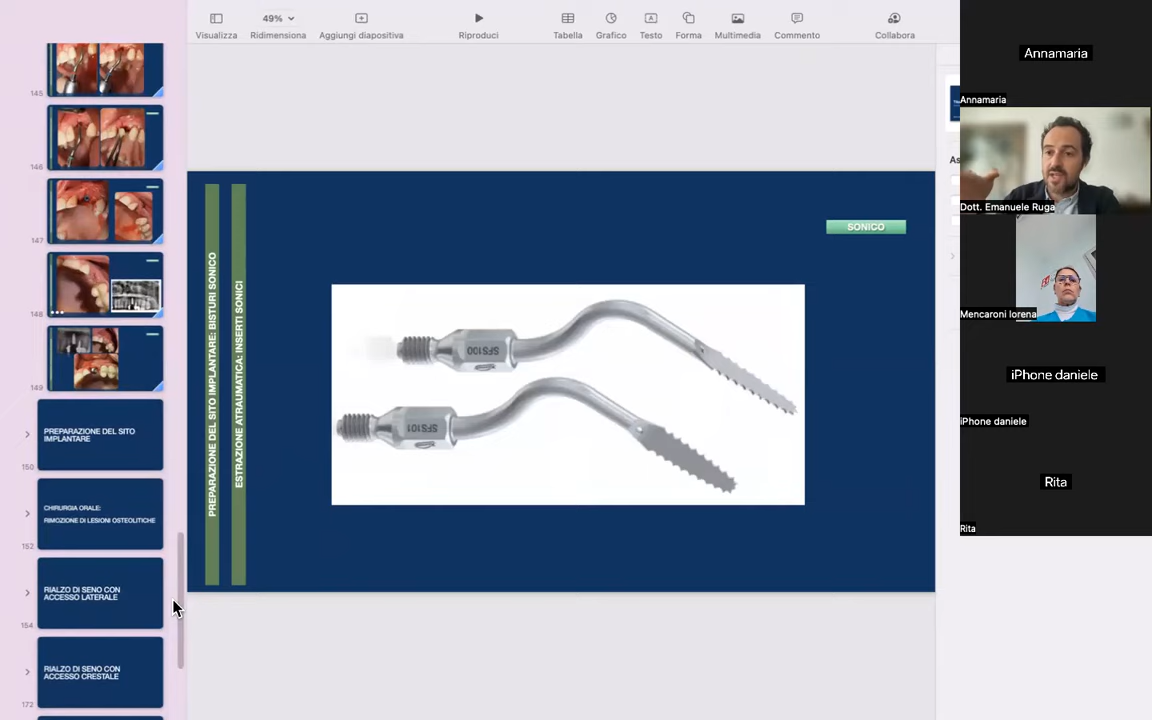 Visualizza
49%
Ridimensiona
Aggiungi diapositiva
Riproduci
Tabella
Grafico
Testo
Forma
Multimedia
Commento
Collabora
145
146
147
148
149
PREPARAZIONE DEL SITO
IMPLANTARE
150
CHIRURGIA ORALE:
RIMOZIONE DI LESIONI OSTEOLITICHE
152
RIALZO DI SENO CON
ACCESSO LATERALE
154
RIALZO DI SENO CON
ACCESSO CRESTALE
172
PREPARAZIONE DEL SITO IMPLANTARE: BISTURI SONICO
ESTRAZIONE ATRAUMATICA: INSERTI SONICI
SONICO
SFS100
SFS101
As
Annamaria
Annamaria
Dott. Emanuele Ruga
Mencaroni lorena
iPhone daniele
iPhone daniele
Rita
Rita